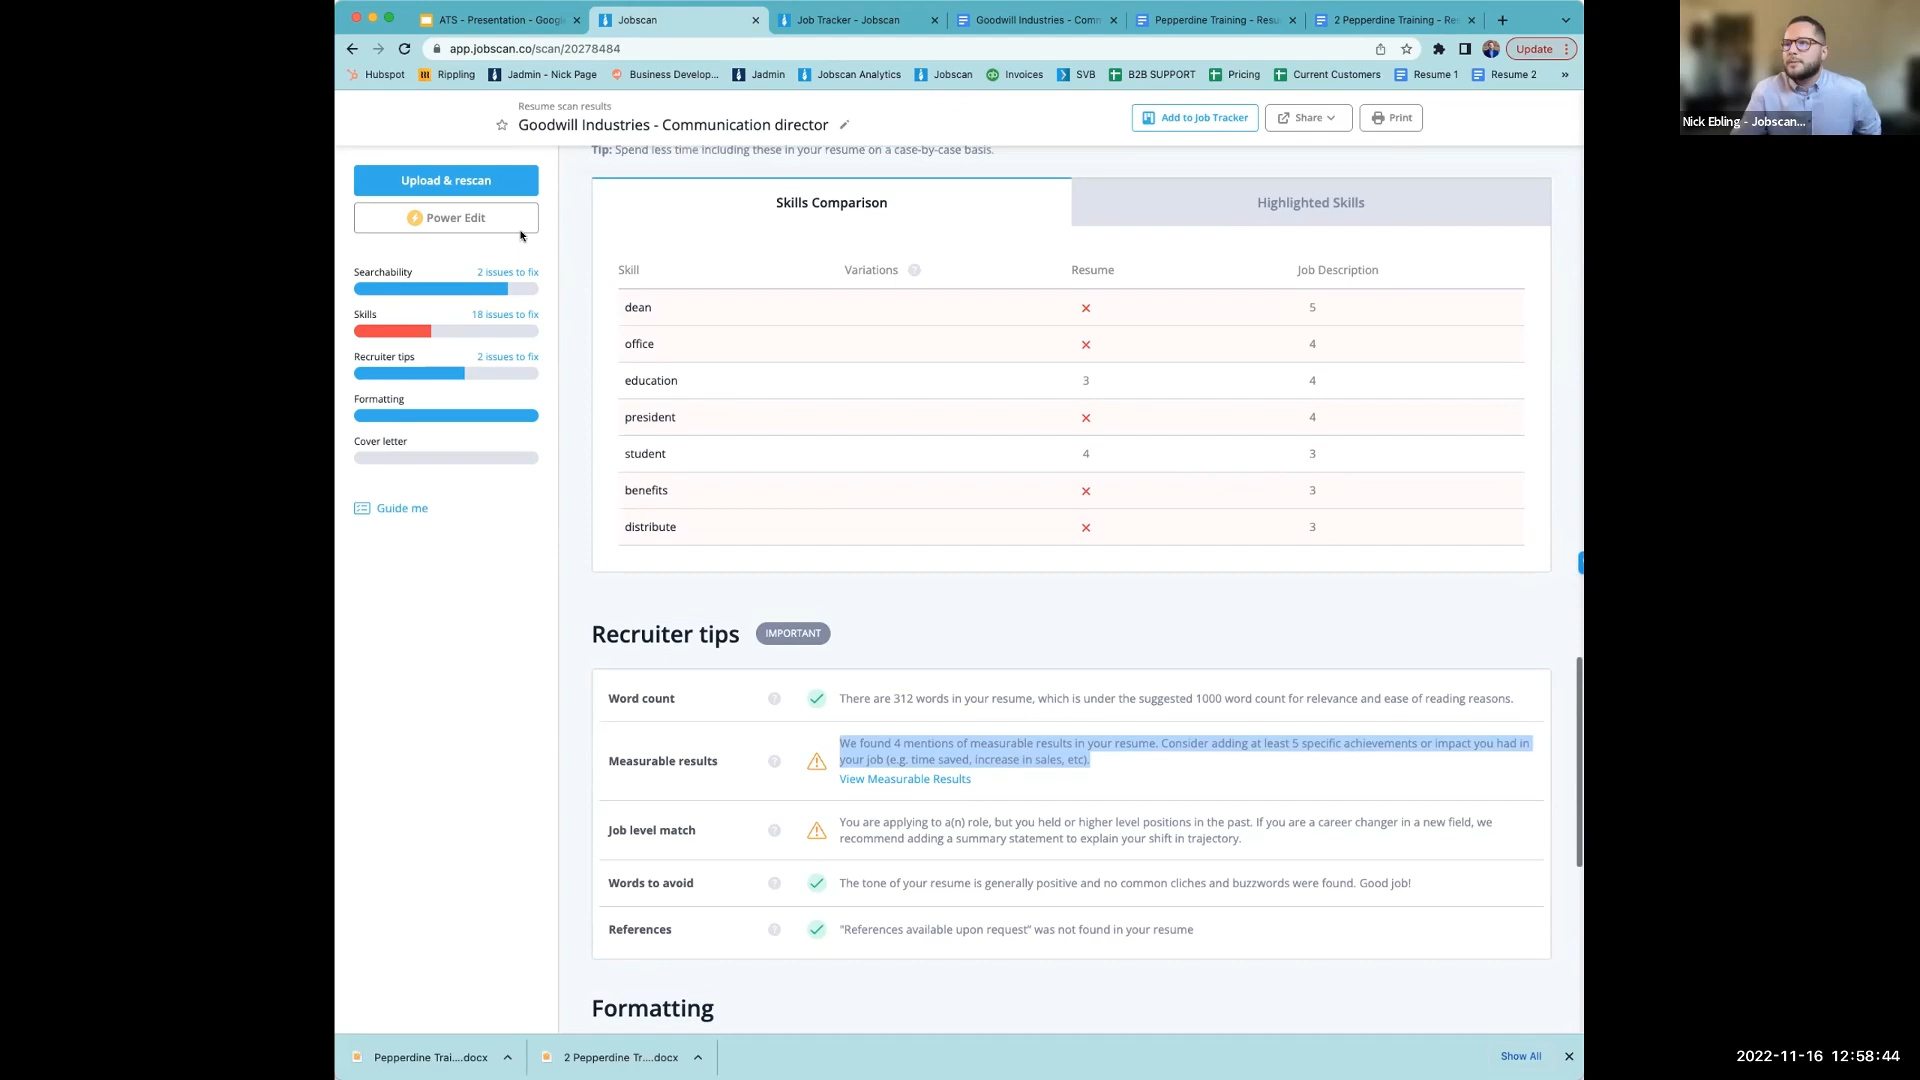 ATS - Presentation - Google
Jobscan
Job Tracker - Jobscan
Goodwill Industries - Comm
Pepperdine Training - Resu
2 Pepperdine Training - Re
app.jobscan.co/scan/20278484
Update
Hubspot
Rippling
Jadmin - Nick Page
Business Develop...
Jadmin
Jobscan Analytics
Jobscan
Invoices
SVB
B2B SUPPORT
Pricing
Current Customers
Resume 1
Resume 2
»
Resume scan results
Goodwill Industries - Communication director
Add to Job Tracker
Share
Print
Upload & rescan
Power Edit
Searchability 2 issues to fix
Skills 18 issues to fix
Recruiter tips 2 issues to fix
Formatting
Cover letter
Guide me
Tip: Spend less time including these in your resume on a case-by-case basis.
Skills Comparison
Highlighted Skills
Skill Variations ? Resume Job Description
dean 5
office 4
education 3 4
president 4
student 4 3
benefits 3
distribute 3
Recruiter tips IMPORTANT
Word count ? There are 312 words in your resume, which is under the suggested 1000 word count for relevance and ease of reading reasons.
Measurable results ? We found 4 mentions of measurable results in your resume. Consider adding at least 5 specific achievements or impact you had in
your job (e.g. time saved, increase in sales, etc).
View Measurable Results
Job level match ? You are applying to a(n) role, but you held or higher level positions in the past. If you are a career changer in a new field, we
recommend adding a summary statement to explain your shift in trajectory.
Words to avoid ? The tone of your resume is generally positive and no common cliches and buzzwords were found. Good job!
References ? "References available upon request" was not found in your resume
Formatting
Pepperdine Trai....docx
2 Pepperdine Tr....docx
Show All
Nick Ebling - Jobscan...
2022-11-16 12:58:44